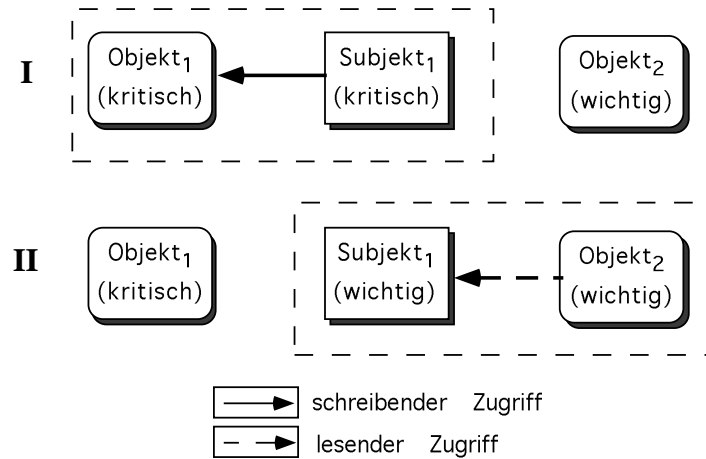 I
Objekt₁
(kritisch)
Subjekt₁
(kritisch)
Objekt₂
(wichtig)
II
Objekt₁
(kritisch)
Subjekt₁
(wichtig)
Objekt₂
(wichtig)
schreibender Zugriff
lesender Zugriff